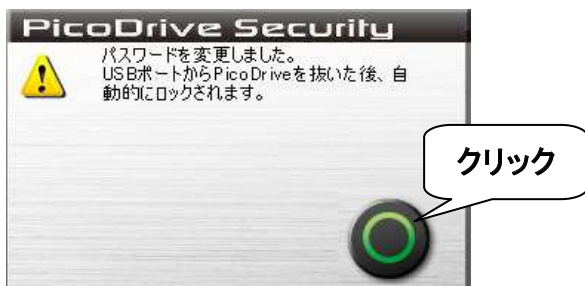 PicoDrive Security
パスワードを変更しました。
USBポートからPicoDriveを抜いた後、自
動的にロックされます。
クリック